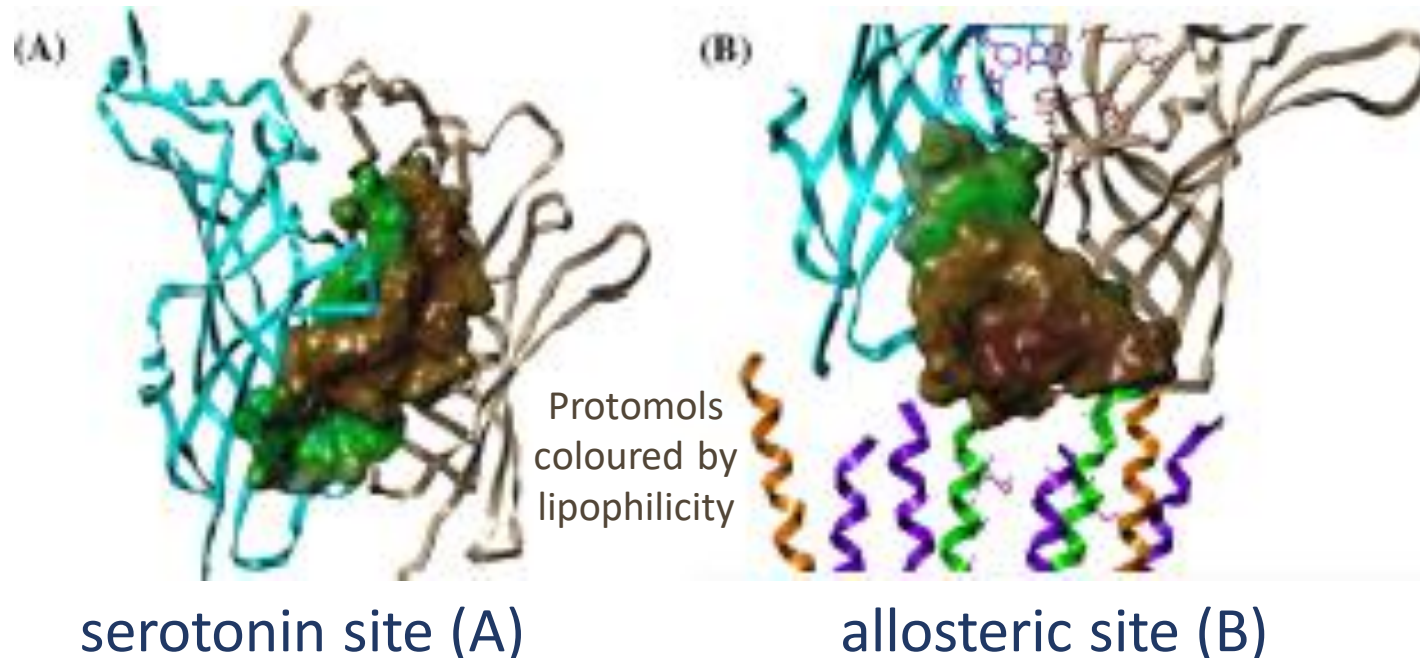 (A)
(B)
Protomols
coloured by
lipophilicity
serotonin site (A)
allosteric site (B)